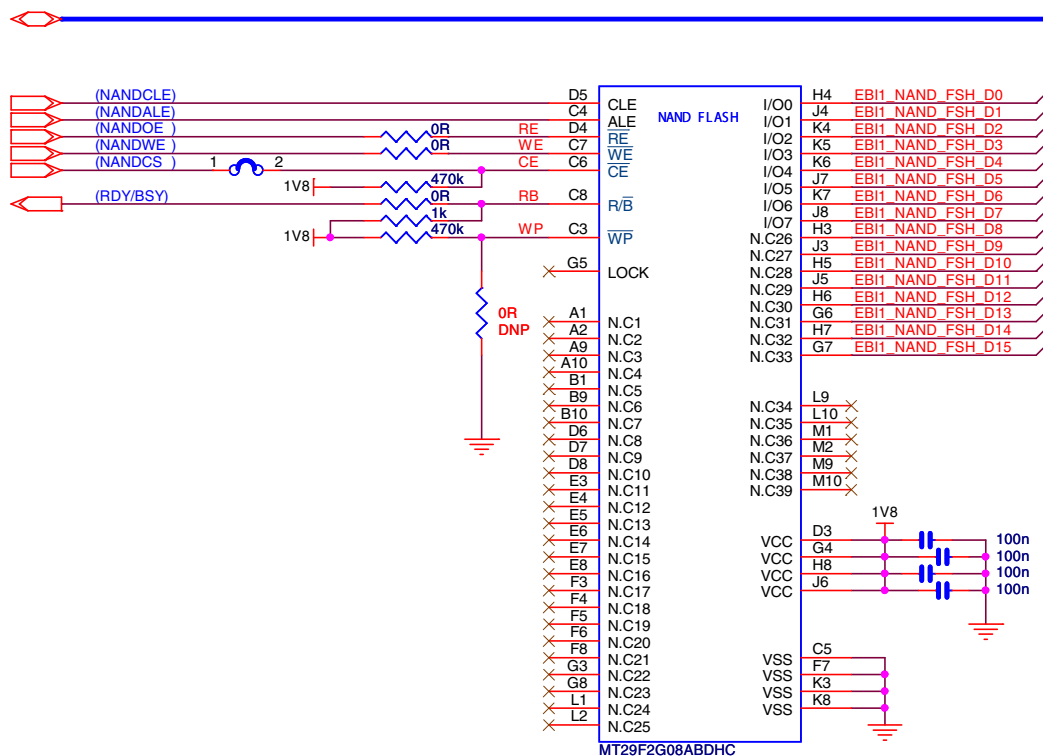 (NANDCLE) D5 CLE NAND FLASH I/O0 H4 EBI1_NAND_FSH_D0
(NANDALE) C4 ALE I/O1 J4 EBI1_NAND_FSH_D1
(NANDOE ) 0R RE D4 RE I/O2 K4 EBI1_NAND_FSH_D2
(NANDWE ) 0R WE C7 WE I/O3 K5 EBI1_NAND_FSH_D3
(NANDCS ) 1 2 CE C6 CE I/O4 K6 EBI1_NAND_FSH_D4
1V8 470k I/O5 J7 EBI1_NAND_FSH_D5
(RDY/BSY) 0R RB C8 R/B I/O6 K7 EBI1_NAND_FSH_D6
1k I/O7 J8 EBI1_NAND_FSH_D7
1V8 470k WP C3 WP N.C26 H3 EBI1_NAND_FSH_D8
N.C27 J3 EBI1_NAND_FSH_D9
G5 LOCK N.C28 H5 EBI1_NAND_FSH_D10
N.C29 J5 EBI1_NAND_FSH_D11
0R N.C30 H6 EBI1_NAND_FSH_D12
DNP A1 N.C1 N.C31 G6 EBI1_NAND_FSH_D13
A2 N.C2 N.C32 H7 EBI1_NAND_FSH_D14
A9 N.C3 N.C33 G7 EBI1_NAND_FSH_D15
A10 N.C4
B1 N.C5
B9 N.C6 N.C34 L9
B10 N.C7 N.C35 L10
D6 N.C8 N.C36 M1
D7 N.C9 N.C37 M2
D8 N.C10 N.C38 M9
E3 N.C11 N.C39 M10
E4 N.C12
E5 N.C13 1V8
E6 N.C14 VCC D3 100n
E7 N.C15 VCC G4 100n
E8 N.C16 VCC H8 100n
F3 N.C17 VCC J6 100n
F4 N.C18
F5 N.C19
F6 N.C20
F8 N.C21 VSS C5
G3 N.C22 VSS F7
G8 N.C23 VSS K3
L1 N.C24 VSS K8
L2 N.C25
MT29F2G08ABDHC